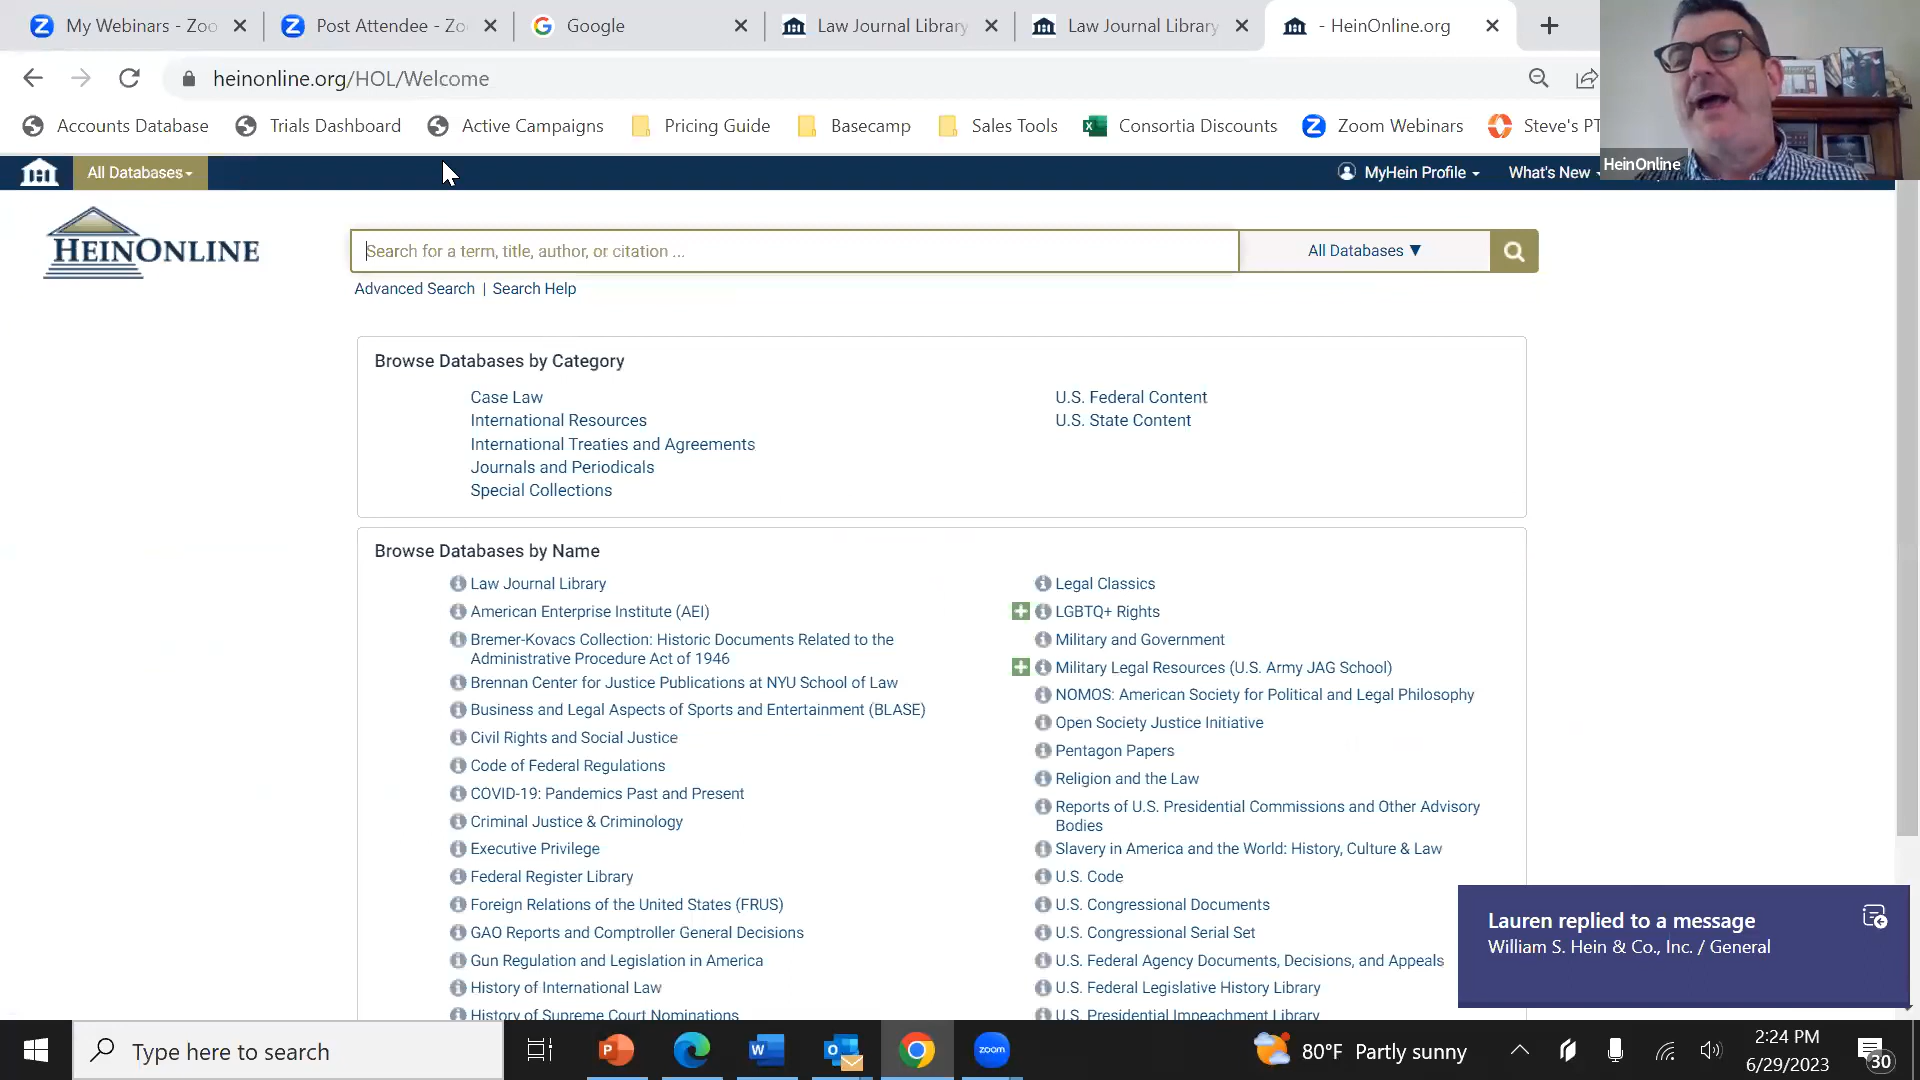 My Webinars - Zoo
Post Attendee - Zo
Google
Law Journal Library
Law Journal Library
- HeinOnline.org
heinonline.org/HOL/Welcome
Accounts Database
Trials Dashboard
Active Campaigns
Pricing Guide
Basecamp
Sales Tools
Consortia Discounts
Zoom Webinars
Steve's PT
HeinOnline
All Databases
MyHein Profile
What's New
HEINONLINE
Search for a term, title, author, or citation ...
All Databases ▼
Advanced Search | Search Help
Browse Databases by Category
Case Law
International Resources
International Treaties and Agreements
Journals and Periodicals
Special Collections
U.S. Federal Content
U.S. State Content
Browse Databases by Name
Law Journal Library
American Enterprise Institute (AEI)
Bremer-Kovacs Collection: Historic Documents Related to the
Administrative Procedure Act of 1946
Brennan Center for Justice Publications at NYU School of Law
Business and Legal Aspects of Sports and Entertainment (BLASE)
Civil Rights and Social Justice
Code of Federal Regulations
COVID-19: Pandemics Past and Present
Criminal Justice & Criminology
Executive Privilege
Federal Register Library
Foreign Relations of the United States (FRUS)
GAO Reports and Comptroller General Decisions
Gun Regulation and Legislation in America
History of International Law
History of Supreme Court Nominations
Legal Classics
LGBTQ+ Rights
Military and Government
Military Legal Resources (U.S. Army JAG School)
NOMOS: American Society for Political and Legal Philosophy
Open Society Justice Initiative
Pentagon Papers
Religion and the Law
Reports of U.S. Presidential Commissions and Other Advisory
Bodies
Slavery in America and the World: History, Culture & Law
U.S. Code
U.S. Congressional Documents
U.S. Congressional Serial Set
U.S. Federal Agency Documents, Decisions, and Appeals
U.S. Federal Legislative History Library
U.S. Presidential Impeachment Library
Lauren replied to a message
William S. Hein & Co., Inc. / General
Type here to search
zoom
80°F Partly sunny
2:24 PM
6/29/2023
30